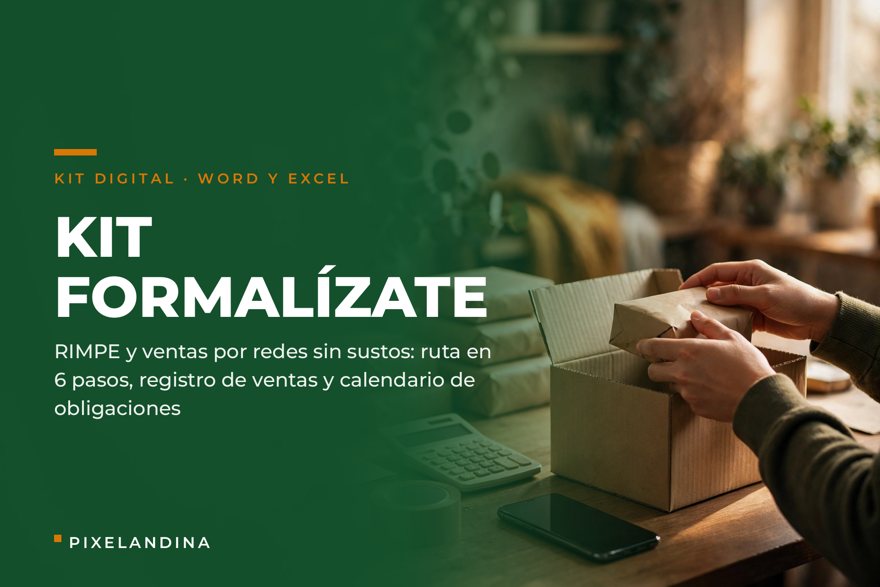 KIT DIGITAL · WORD Y EXCEL
KIT
FORMALÍZATE
RIMPE y ventas por redes sin sustos: ruta en
6 pasos, registro de ventas y calendario de
obligaciones
PIXELANDINA